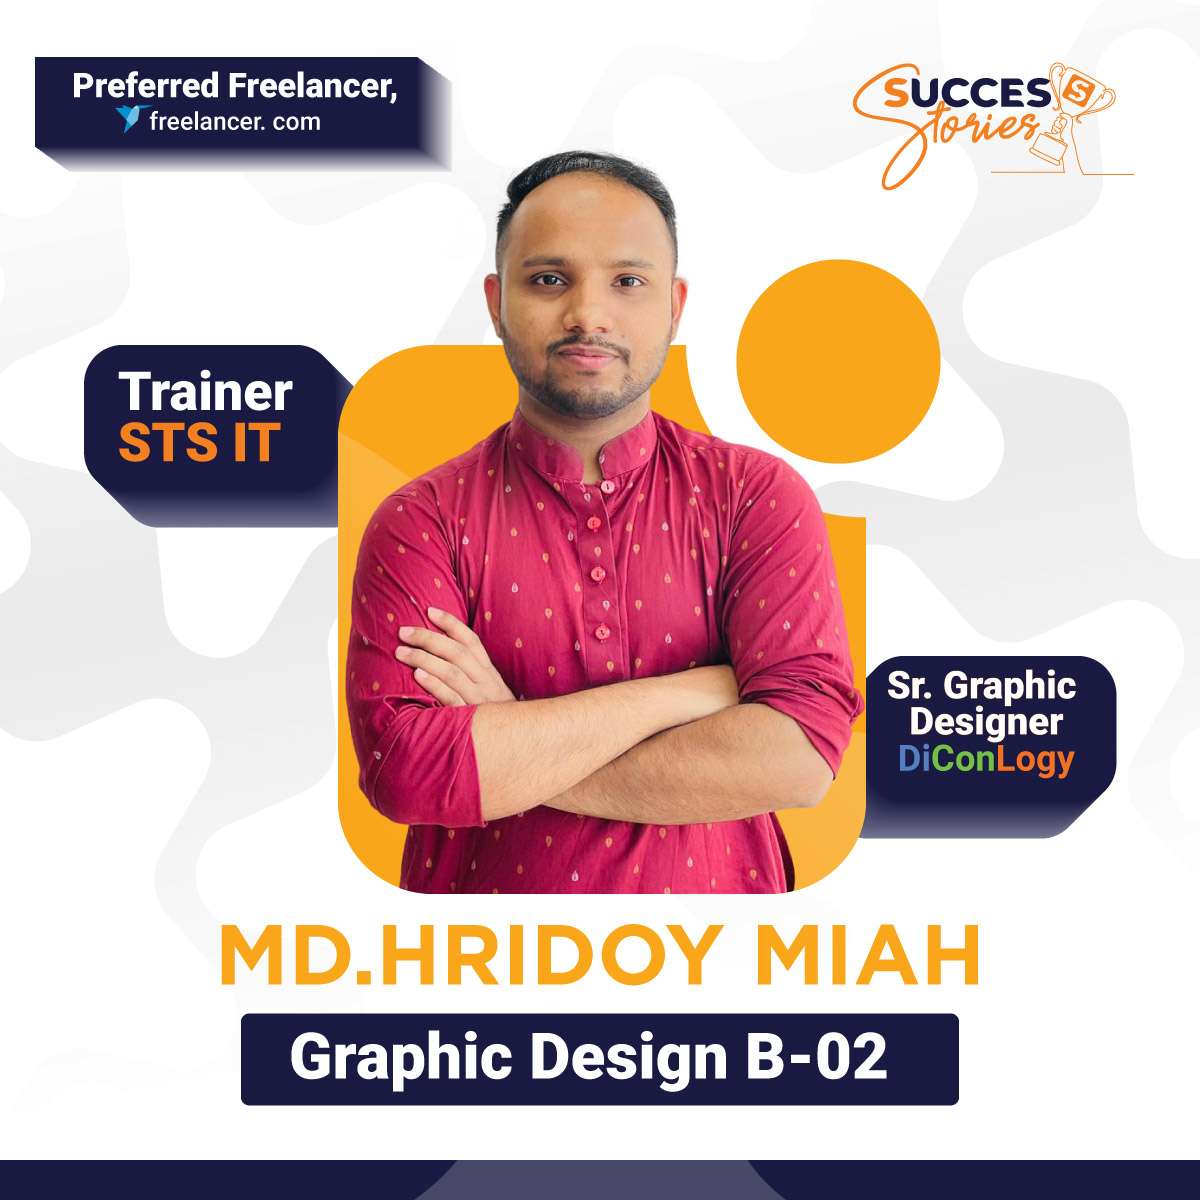 Preferred Freelancer,
freelancer. com
SUCCESS
Stories
Trainer
STS IT
Sr. Graphic
Designer
DiConLogy
MD.HRIDOY MIAH
Graphic Design B-02